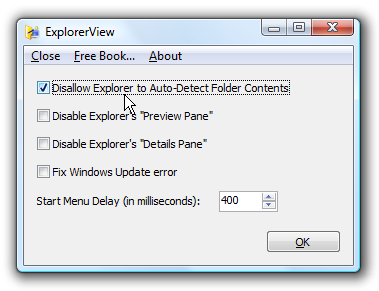 ExplorerView
Close Free Book... About
Disallow Explorer to Auto-Detect Folder Contents
Disable Explorer's "Preview Pane"
Disable Explorer's "Details Pane"
Fix Windows Update error
Start Menu Delay (in milliseconds): 400
OK